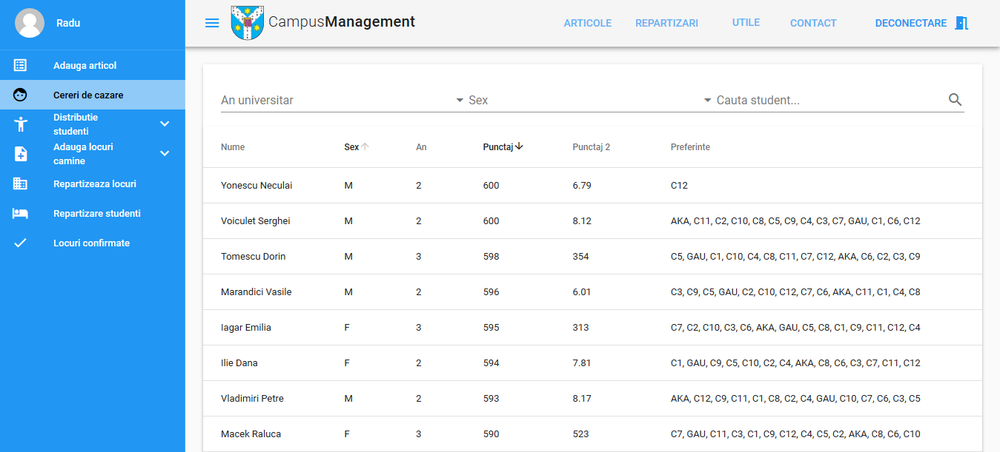 Radu
Adauga articol
Cereri de cazare
Distributie
studenti
Adauga locuri
camine
Repartizeaza locuri
Repartizare studenti
Locuri confirmate
CampusManagement
ARTICOLE REPARTIZARI UTILE CONTACT DECONECTARE
An universitar Sex Cauta student...
Nume Sex An Punctaj Punctaj 2 Preferinte
Yonescu Neculai M 2 600 6.79 C12
Voiculet Serghei M 2 600 8.12 AKA, C11, C2, C10, C8, C5, C9, C4, C3, C7, GAU, C1, C6, C12
Tomescu Dorin M 3 598 354 C5, GAU, C1, C10, C4, C8, C11, C7, C12, AKA, C6, C2, C3, C9
Marandici Vasile M 2 596 6.01 C3, C9, C5, GAU, C2, C10, C12, C7, C6, AKA, C11, C1, C4, C8
Iagar Emilia F 3 595 313 C7, C2, C10, C3, C6, AKA, GAU, C5, C8, C1, C9, C11, C12, C4
Ilie Dana F 2 594 7.81 C1, GAU, C9, C5, C10, C2, C4, AKA, C8, C6, C3, C7, C11, C12
Vladimiri Petre M 2 593 8.17 AKA, C12, C9, C11, C1, C8, C2, C4, GAU, C10, C7, C6, C3, C5
Macek Raluca F 3 590 523 C7, GAU, C11, C3, C1, C9, C12, C4, C5, C2, AKA, C8, C6, C10